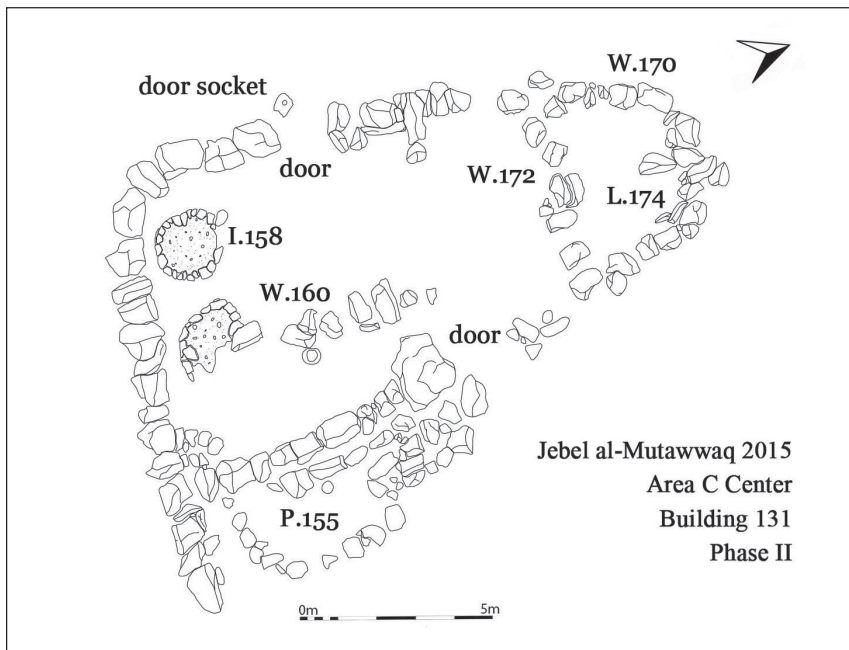 W.170
door socket
door
W.172
L.174
I.158
W.160
door
P.155
Jebel al-Mutawwaq 2015
Area C Center
Building 131
Phase II
0m 5m